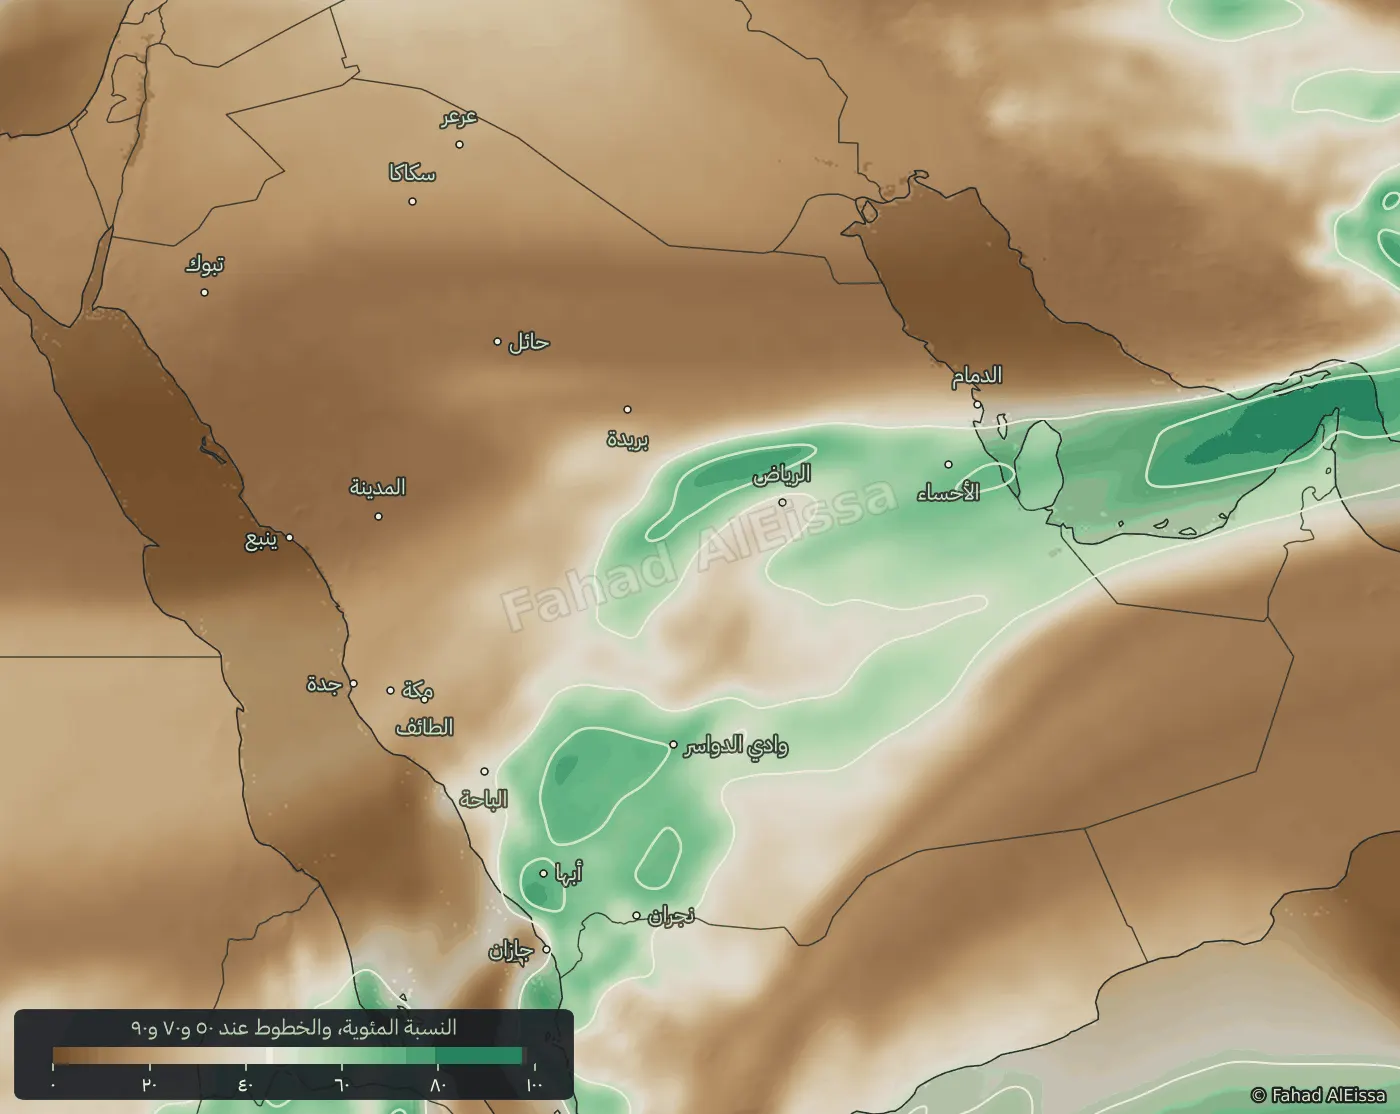 عرعر
سكاكا
تبوك
حائل
الدمام
بريدة
الرياض
الأحساء
المدينة
ينبع
Fahad AlEissa
جدة
مكة
الطائف
وادي الدواسر
الباحة
أبها
نجران
جازان
النسبة المئوية، والخطوط عند ٥٠ و٧٠ و٩٠
٠ ٢٠ ٤٠ ٦٠ ٨٠ ١٠٠
© Fahad AlEissa